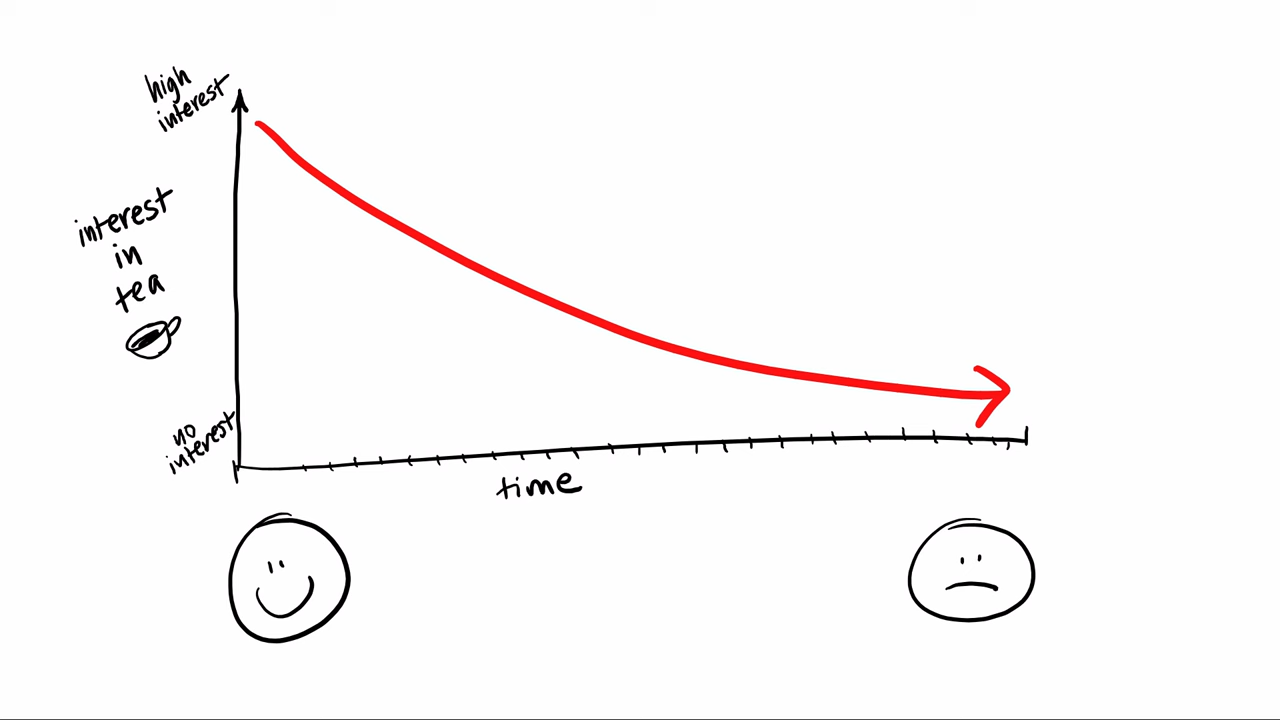 high
interest
interest
in
tea
no
interest
time